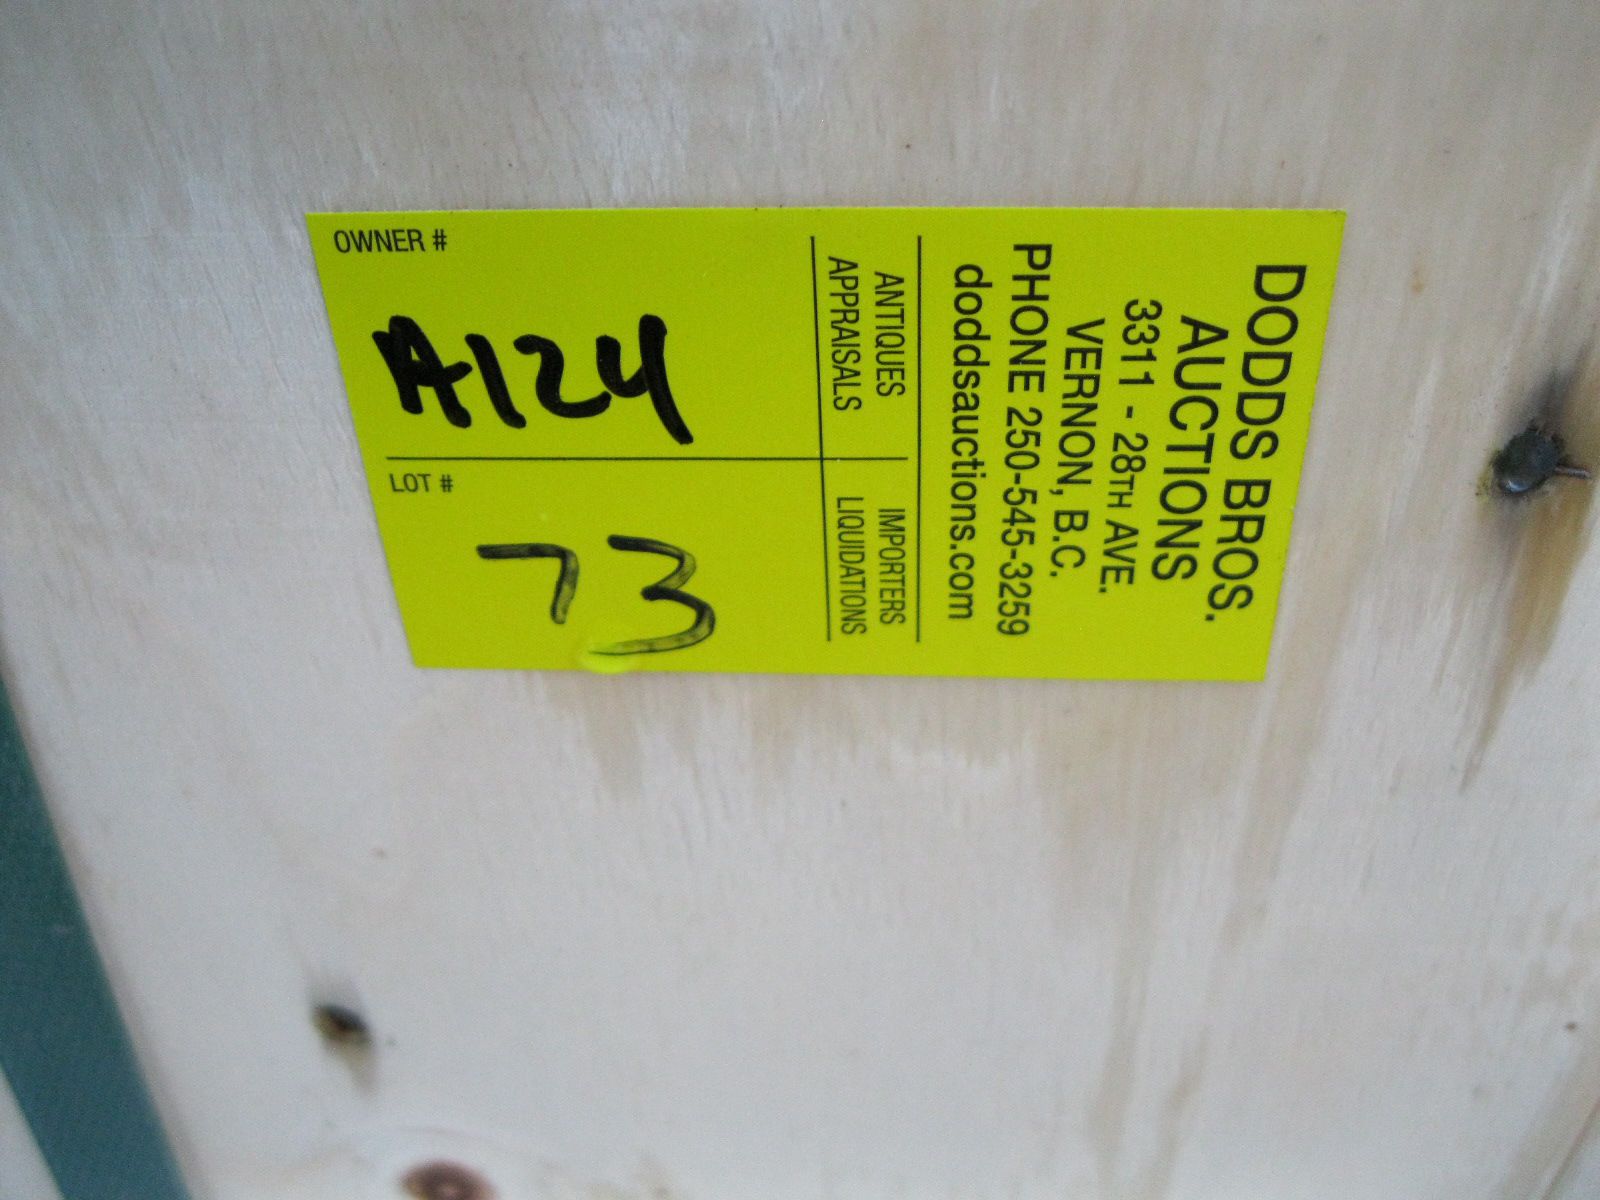 DODDS BROS.
AUCTIONS
3311 - 28TH AVE.
VERNON, B.C.
PHONE 250-545-3259
doddsauctions.com
ANTIQUES
APPRAISALS
IMPORTERS
LIQUIDATIONS
OWNER #
A124
LOT #
73